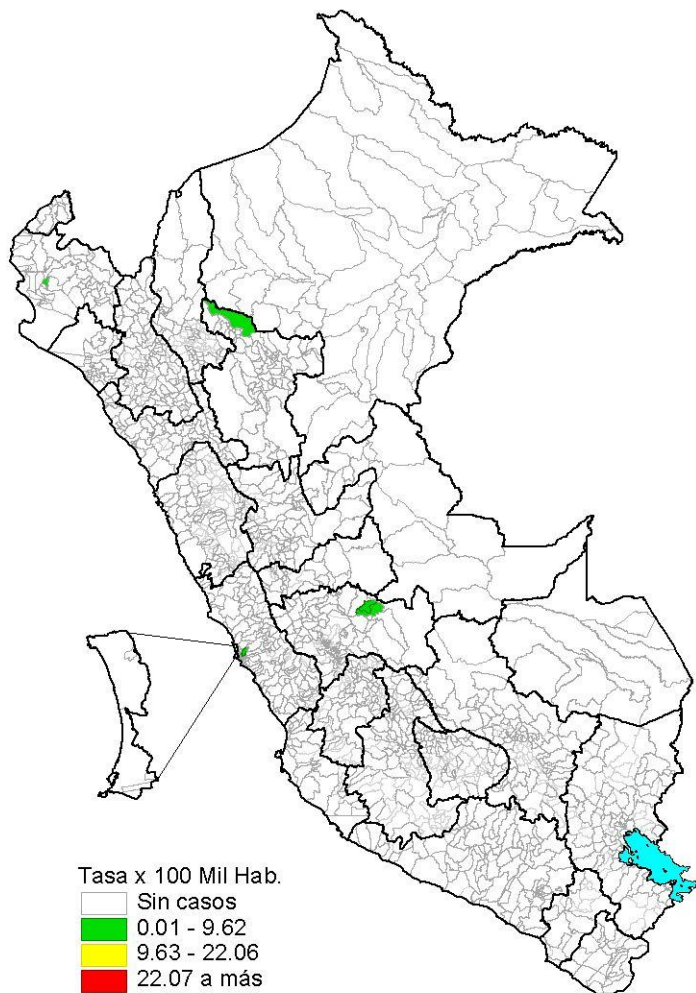 Tasa x 100 Mil Hab.
Sin casos
0.01 - 9.62
9.63 - 22.06
22.07 a más